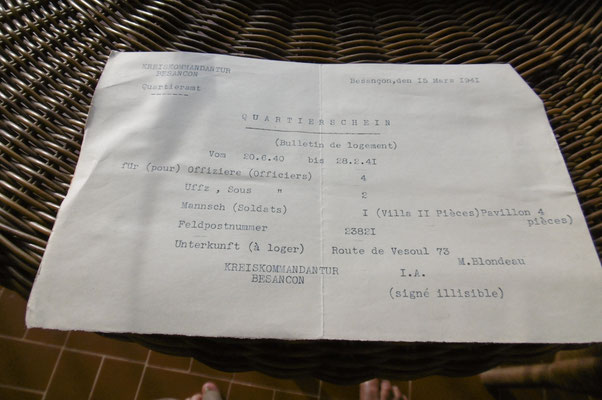 KREISKOMMANDANTUR
BESANCON
Quartieramt
Besançon,den 15 Mars 1941
QUARTIERSCHEIN
(Bulletin de logement)
Vom 20.6.40 bis 28.2.41
für (pour) Offiziere (Officiers) 4
Uffz , Sous " 2
Mannsch (Soldats) I (Villa II Pièces)Pavillon 4
pièces)
Feldpostnummer 2382I
Unterkunft (à loger) Route de Vesoul 73
M.Blondeau
KREISKOMMANDANTUR
BESANCON
I.A.
(signé illisible)